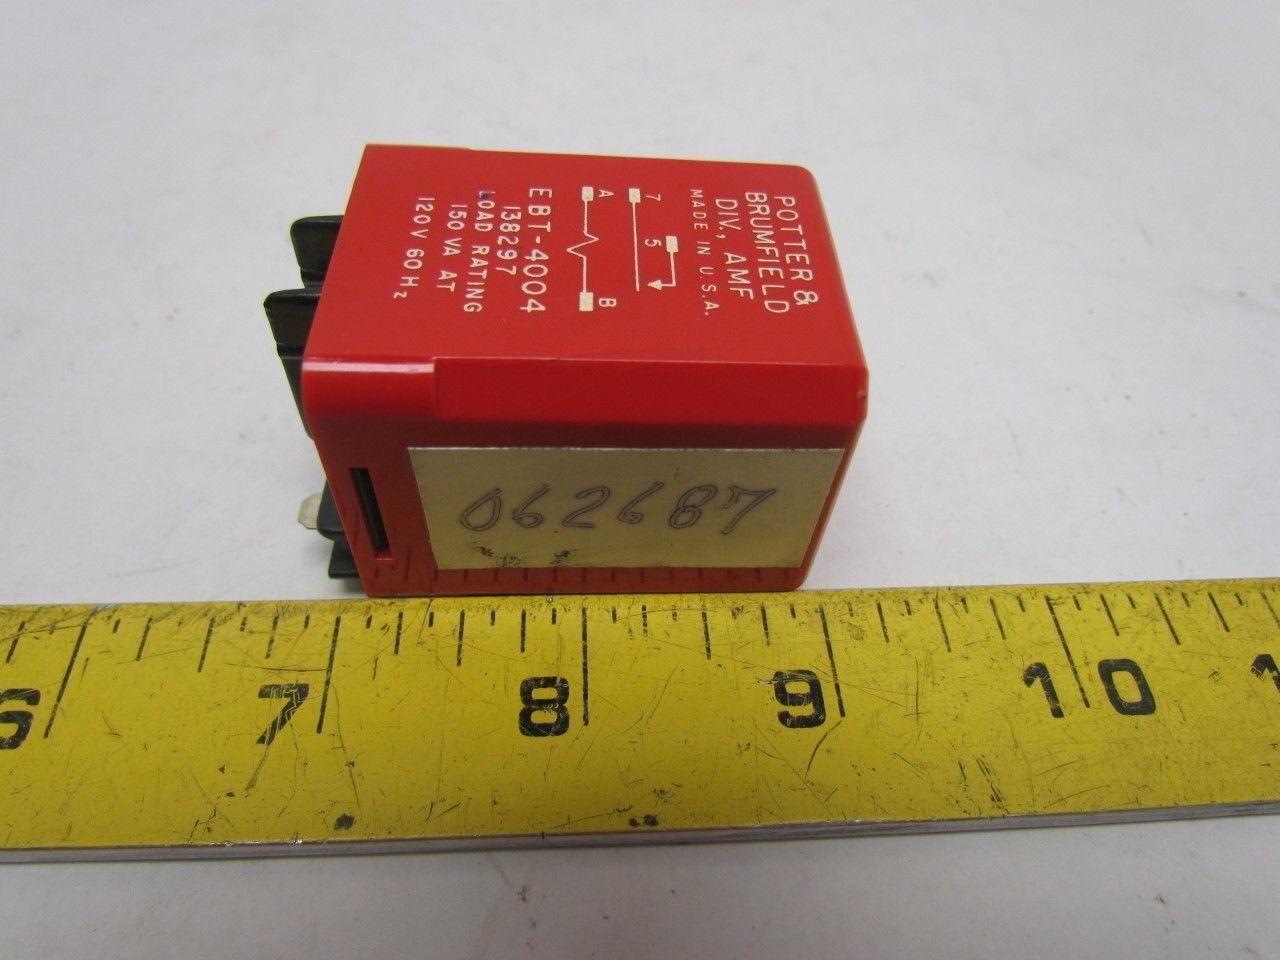 POTTER &
BRUMFIELD
DIV., AMF
MADE IN U.S.A.
7
5
A
B
EBT-4004
138297
LOAD RATING
150 VA AT
120V 60Hz
062687
6 7 8 9 10 1